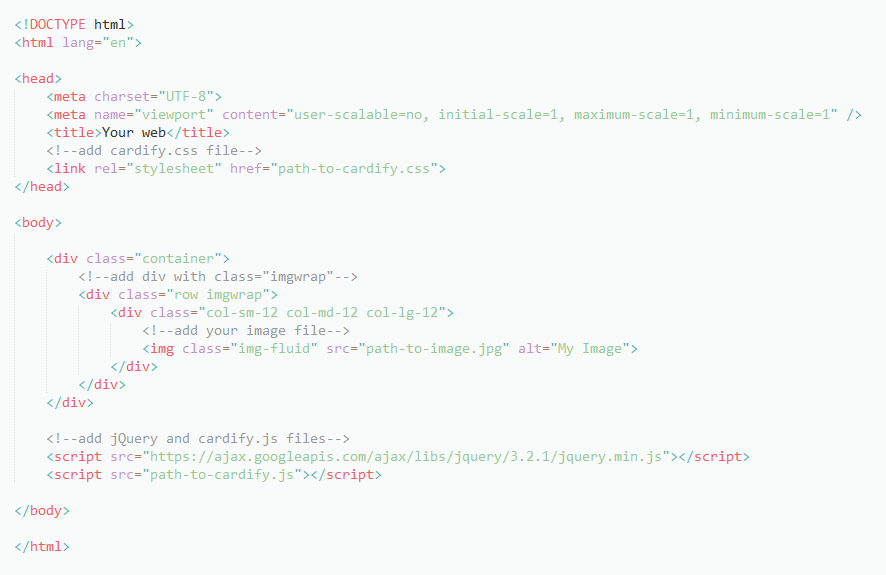 <!DOCTYPE html>
<html lang="en">
<head>
<meta charset="UTF-8">
<meta name="viewport" content="user-scalable=no, initial-scale=1, maximum-scale=1, minimum-scale=1" />
<title>Your web</title>
<!--add cardify.css file-->
<link rel="stylesheet" href="path-to-cardify.css">
</head>
<body>
<div class="container">
<!--add div with class="imgwrap"-->
<div class="row imgwrap">
<div class="col-sm-12 col-md-12 col-lg-12">
<!--add your image file-->
<img class="img-fluid" src="path-to-image.jpg" alt="My Image">
</div>
</div>
</div>
<!--add jQuery and cardify.js files-->
<script src="https://ajax.googleapis.com/ajax/libs/jquery/3.2.1/jquery.min.js"></script>
<script src="path-to-cardify.js"></script>
</body>
</html>